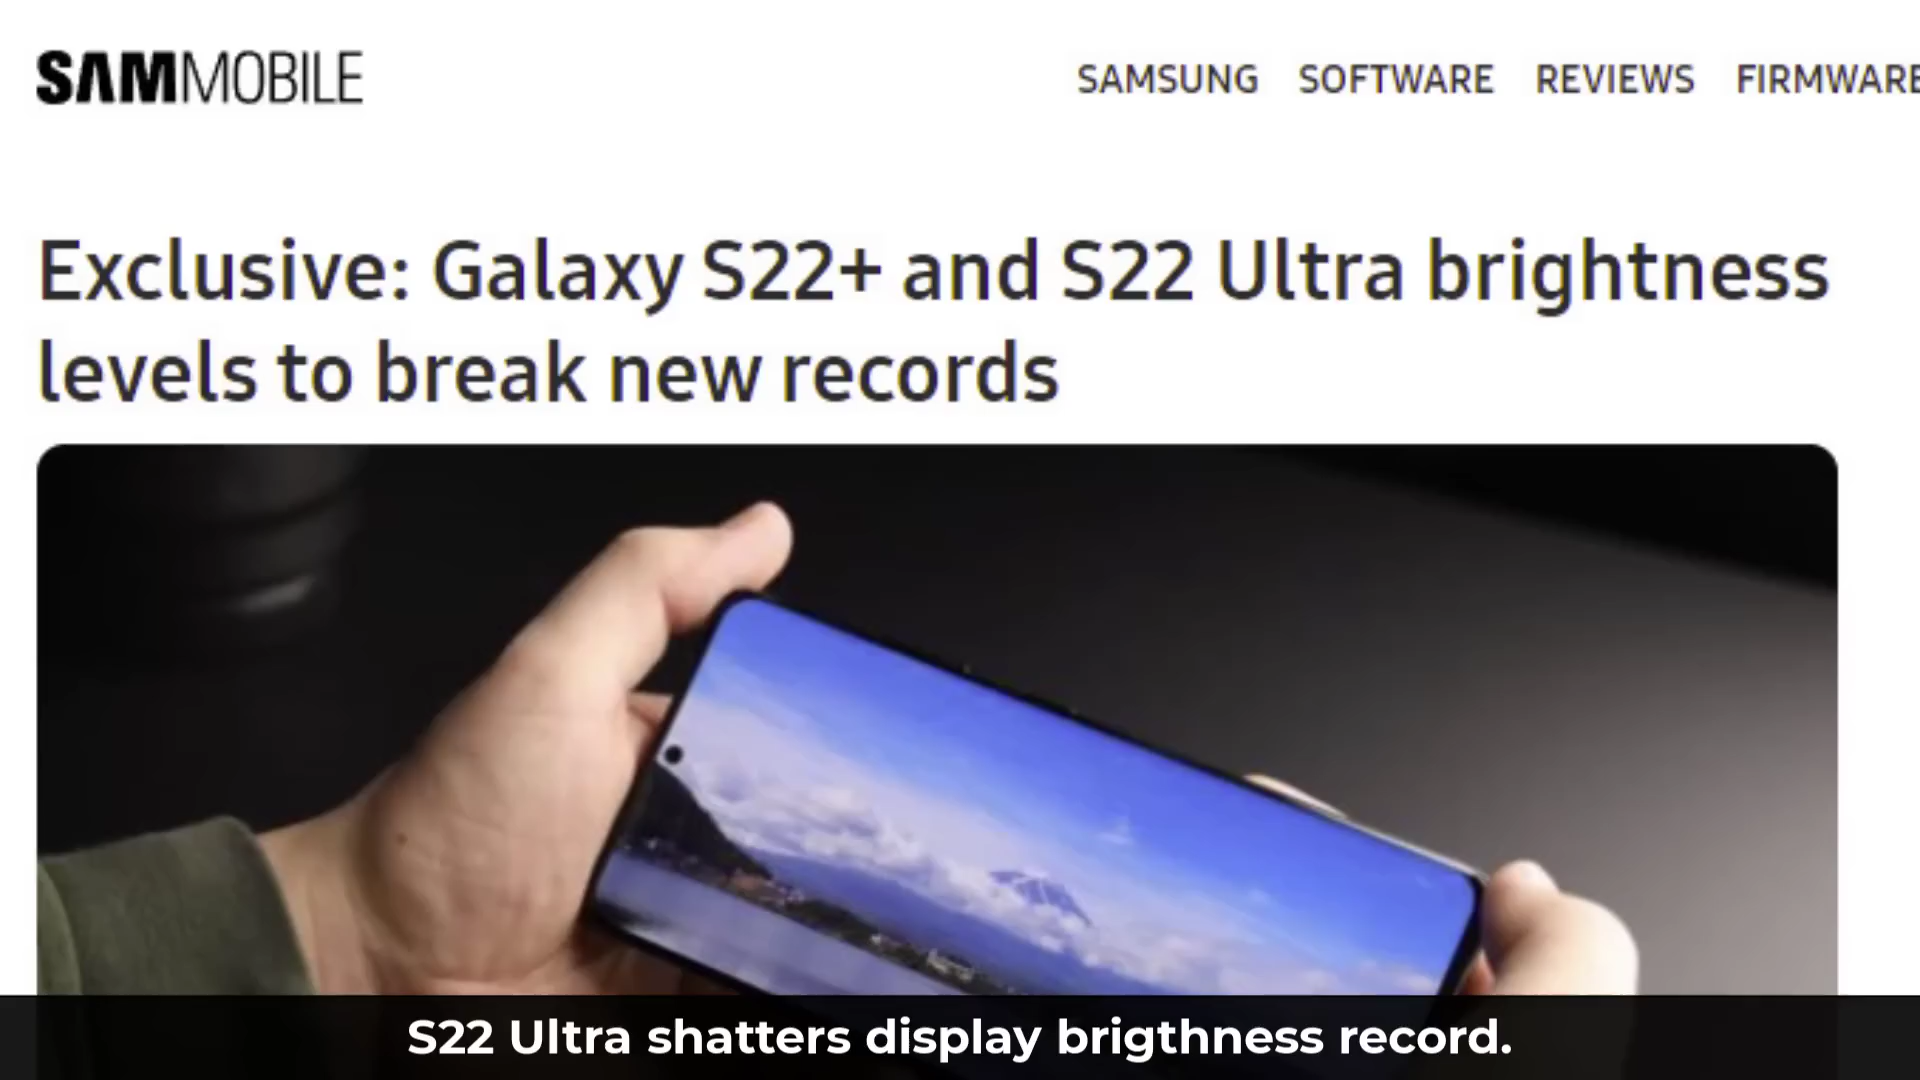 SAMMOBILE
SAMSUNG SOFTWARE REVIEWS FIRMWARE
Exclusive: Galaxy S22+ and S22 Ultra brightness
levels to break new records
S22 Ultra shatters display brigthness record.